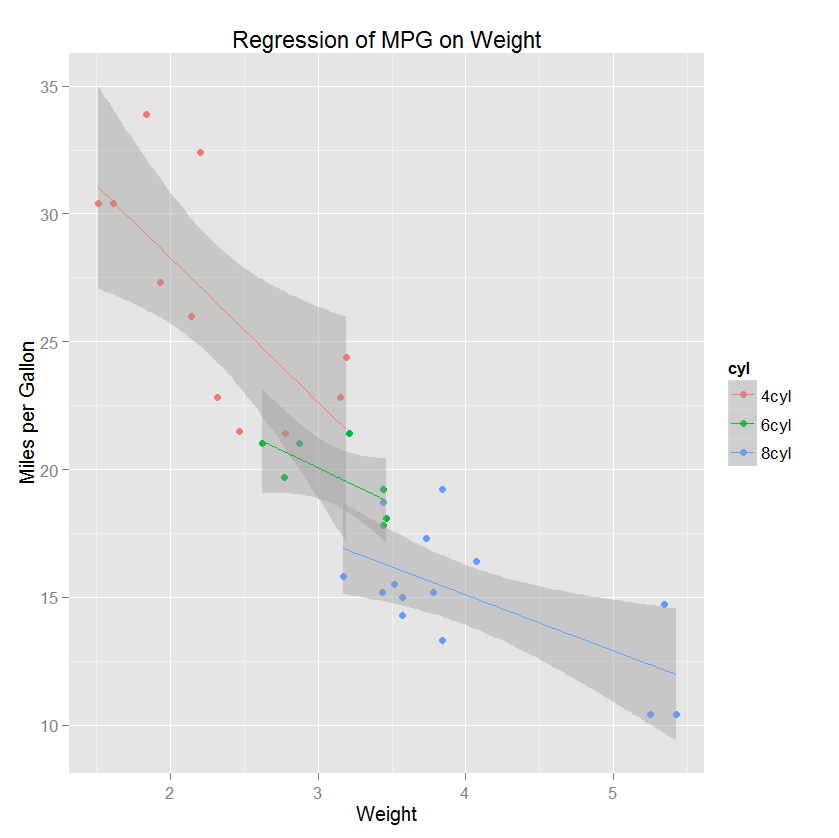 Regression of MPG on Weight
35
30
25
20
15
10
Miles per Gallon
2 3 4 5
Weight
cyl
4cyl
6cyl
8cyl